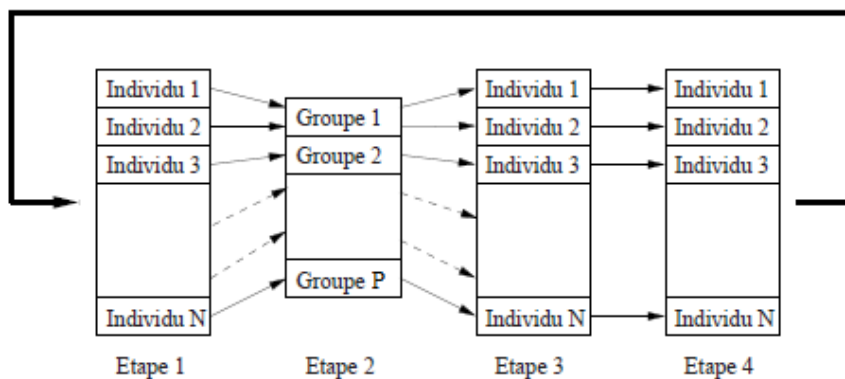 Individu 1
Individu 2
Individu 3
Individu N
Etape 1
Groupe 1
Groupe 2
Groupe P
Etape 2
Individu 1
Individu 2
Individu 3
Individu N
Etape 3
Individu 1
Individu 2
Individu 3
Individu N
Etape 4